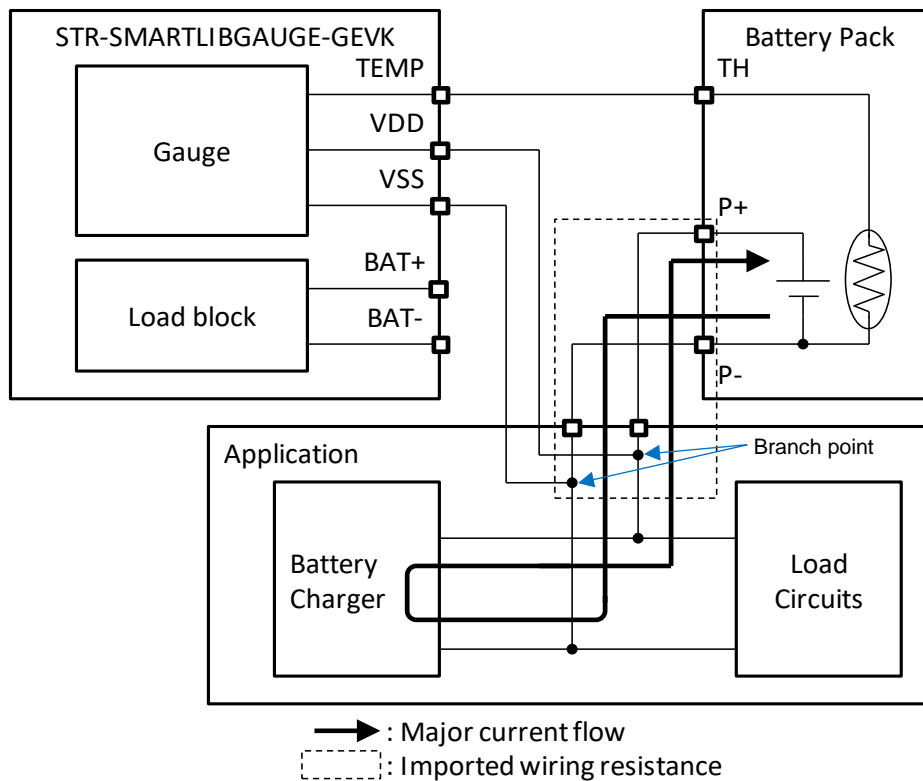 STR-SMARTLIBGAUGE-GEVK
Battery Pack
TEMP
TH
VDD
Gauge
VSS
P+
BAT+
Load block
BAT-
P-
Application
Branch point
Battery
Charger
Load
Circuits
: Major current flow
: Imported wiring resistance